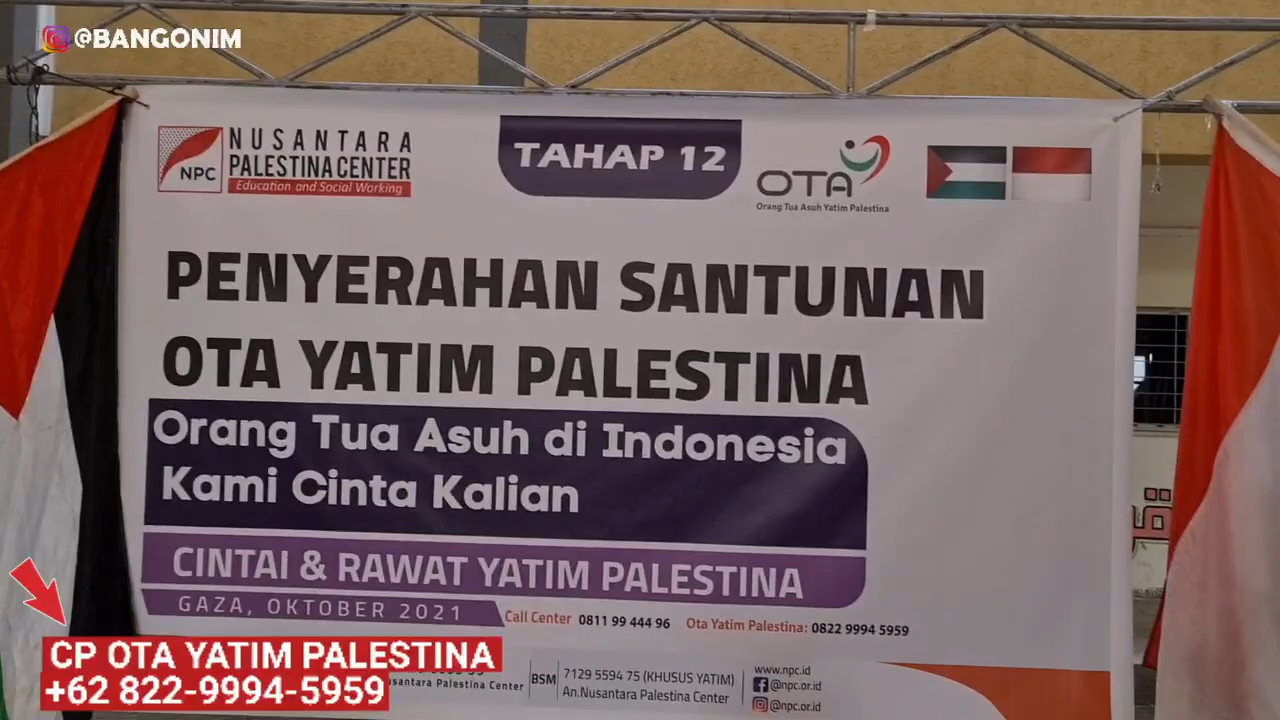 @BANGONIM
NPC
NUSANTARA
PALESTINA CENTER
Education and Social Working
TAHAP 12
OTA
Orang Tua Asuh Yatim Palestina
PENYERAHAN SANTUNAN
OTA YATIM PALESTINA
Orang Tua Asuh di Indonesia
Kami Cinta Kalian
CINTAI & RAWAT YATIM PALESTINA
GAZA, OKTOBER 2021
Call Center 0811 99 444 96 Ota Yatim Palestina: 0822 9994 5959
CP OTA YATIM PALESTINA
+62 822-9994-5959
Palestina Center
BSM
7129 5594 75 (KHUSUS YATIM)
An.Nusantara Palestina Center
www.npc.id
@npc.or.id
@npc.or.id